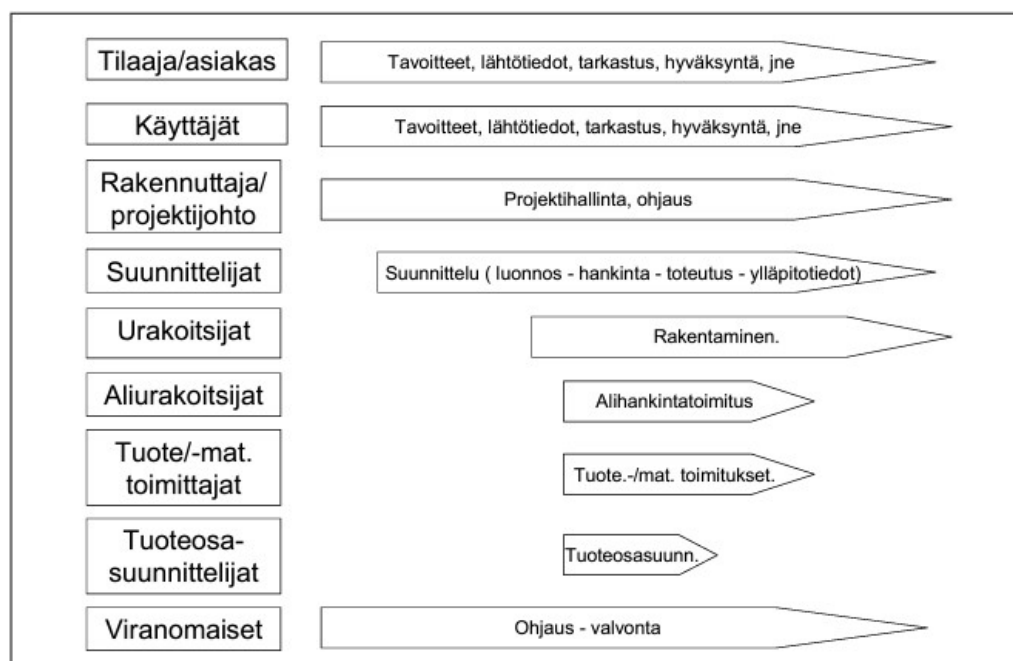 Tilaaja/asiakas
Tavoitteet, lähtötiedot, tarkastus, hyväksyntä, jne
Käyttäjät
Tavoitteet, lähtötiedot, tarkastus, hyväksyntä, jne
Rakennuttaja/
projektijohto
Projektihallinta, ohjaus
Suunnittelijat
Suunnittelu ( luonnos - hankinta - toteutus - ylläpitotiedot)
Urakoitsijat
Rakentaminen.
Aliurakoitsijat
Alihankintatoimitus
Tuote/-mat.
toimittajat
Tuote.-/mat. toimitukset.
Tuoteosa-
suunnittelijat
Tuoteosasuunn.
Viranomaiset
Ohjaus - valvonta